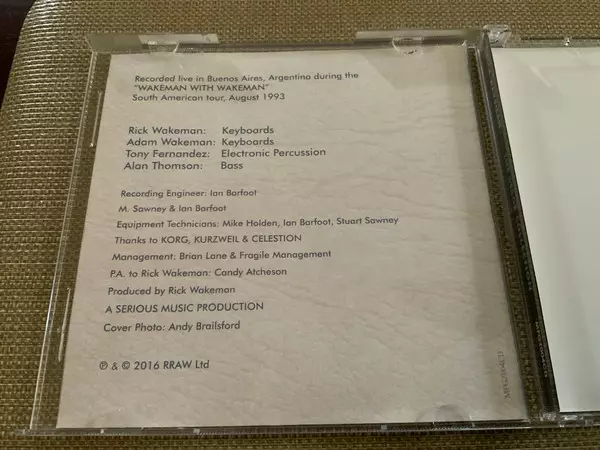 Recorded live in Buenos Aires, Argentina during the
"WAKEMAN WITH WAKEMAN"
South American tour, August 1993
Rick Wakeman: Keyboards
Adam Wakeman: Keyboards
Tony Fernandez: Electronic Percussion
Alan Thomson: Bass
Recording Engineer: Ian Barfoot
M. Sawney & Ian Barfoot
Equipment Technicians: Mike Holden, Ian Barfoot, Stuart Sawney
Thanks to KORG, KURZWEIL & CELESTION
Management: Brian Lane & Fragile Management
P.A. to Rick Wakeman: Candy Atcheson
Produced by Rick Wakeman
A SERIOUS MUSIC PRODUCTION
Cover Photo: Andy Brailsford
℗ & © 2016 RRAW Ltd